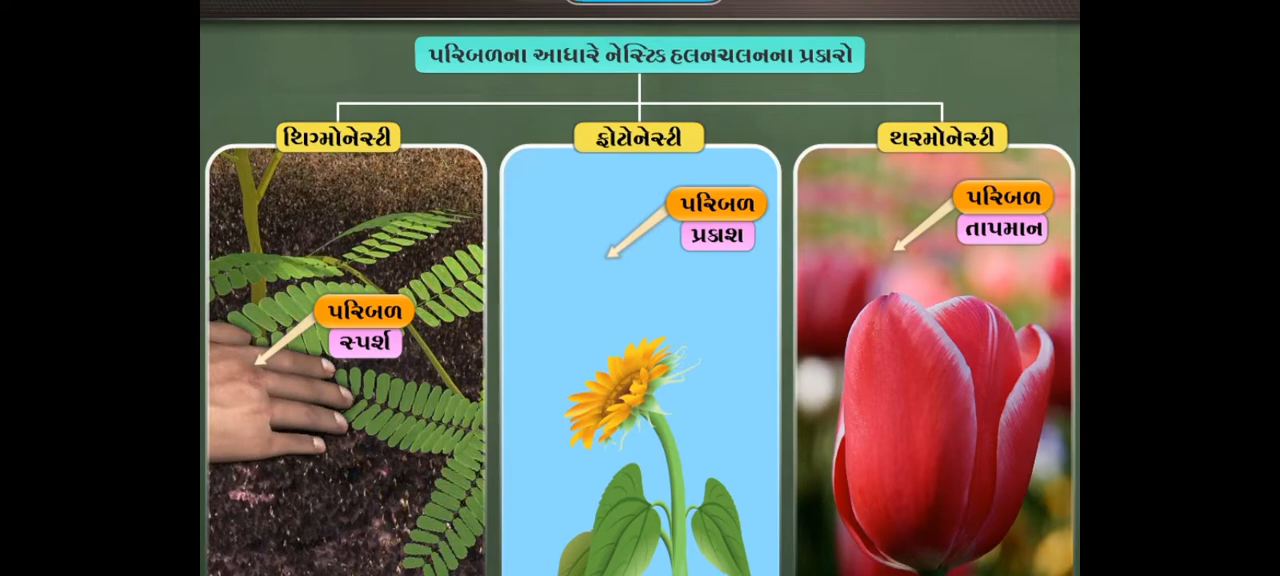 પરિબળના આધારે નેસ્ટિક હલનચલનના પ્રકારો
થિગ્મોનેસ્ટી
ફોટોનેસ્ટી
થરમોનેસ્ટી
પરિબળ
સ્પર્શ
પરિબળ
પ્રકાશ
પરિબળ
તાપમાન